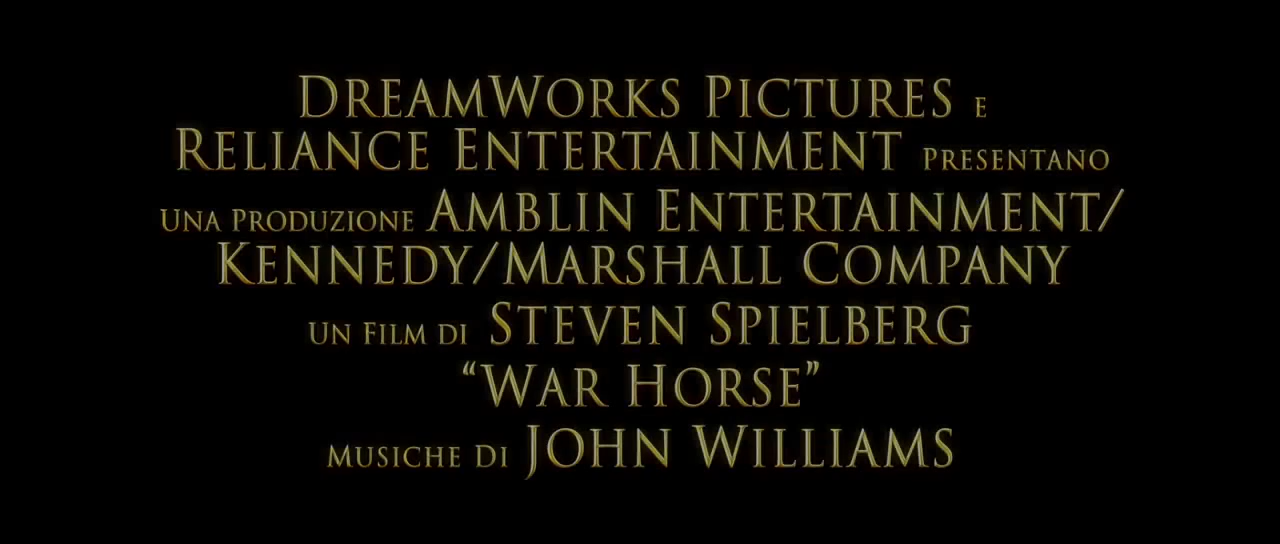 DREAMWORKS PICTURES E
RELIANCE ENTERTAINMENT PRESENTANO
UNA PRODUZIONE AMBLIN ENTERTAINMENT/
KENNEDY/MARSHALL COMPANY
UN FILM DI STEVEN SPIELBERG
“WAR HORSE”
MUSICHE DI JOHN WILLIAMS